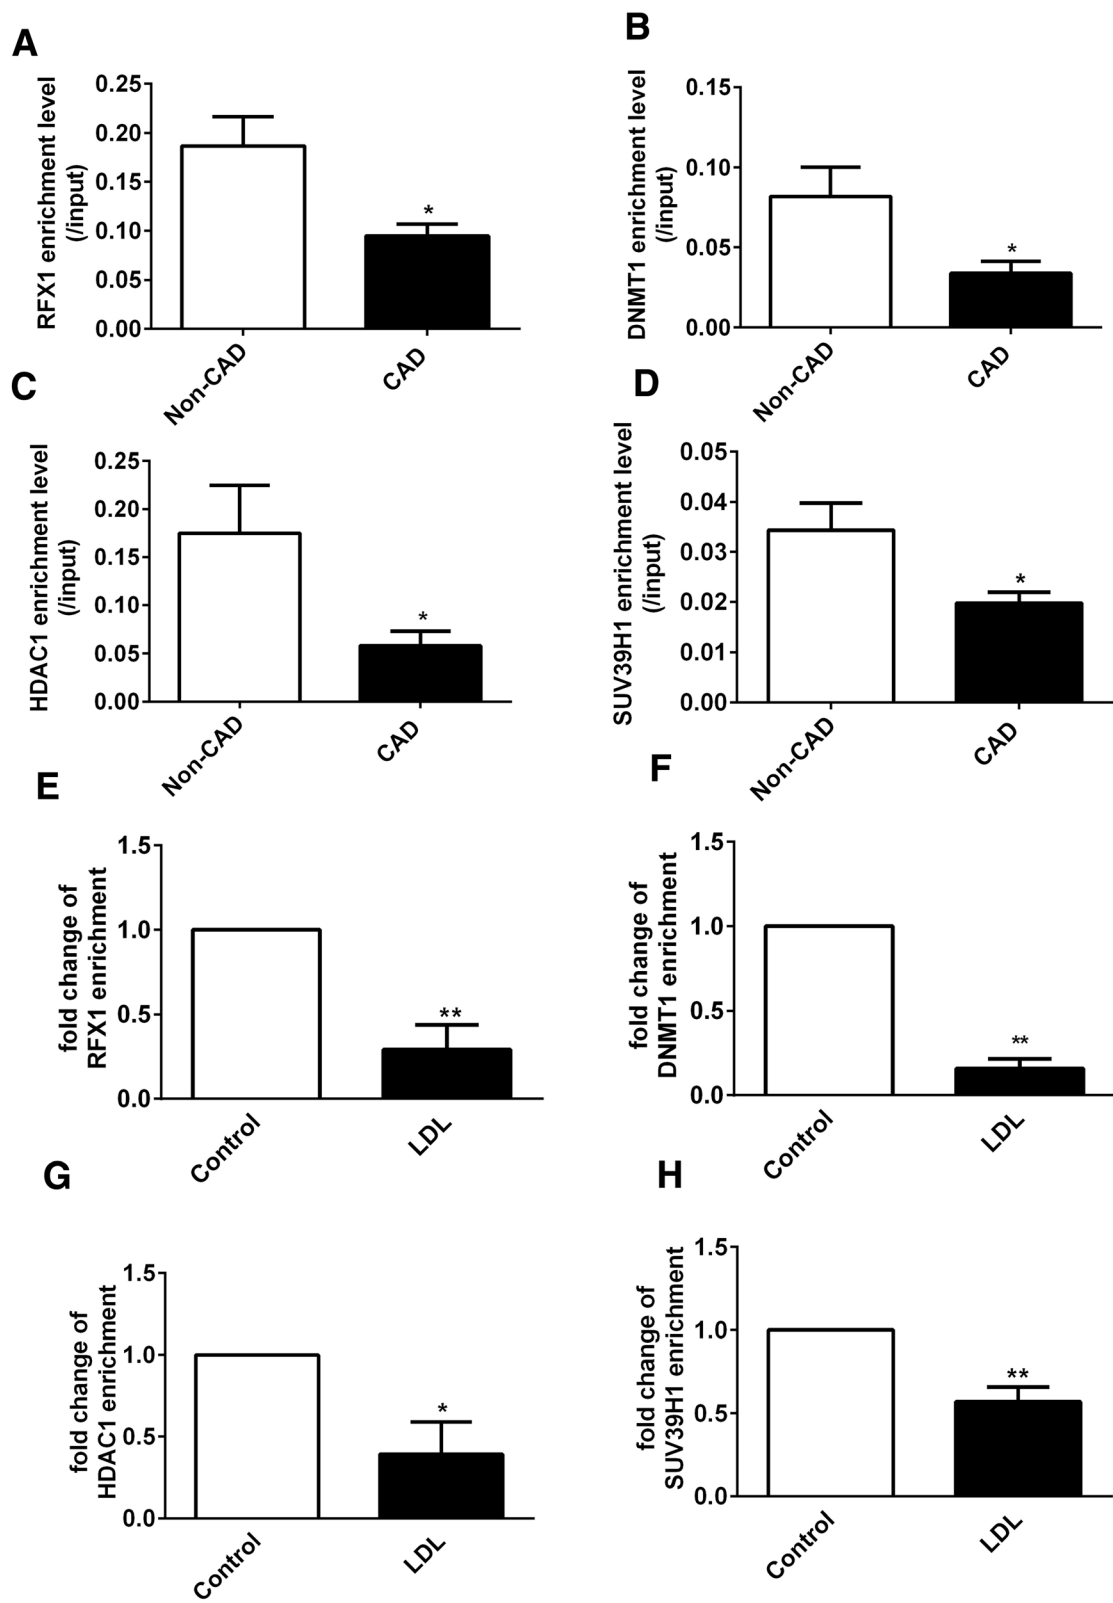 A
RFX1 enrichment level
(/input)
0.25
0.20
0.15
0.10
0.05
0.00
*
Non-CAD
CAD
B
DNMT1 enrichment level
(/input)
0.15
0.10
0.05
0.00
*
Non-CAD
CAD
C
HDAC1 enrichment level
(/input)
0.25
0.20
0.15
0.10
0.05
0.00
*
Non-CAD
CAD
D
SUV39H1 enrichment level
(/input)
0.05
0.04
0.03
0.02
0.01
0.00
*
Non-CAD
CAD
E
fold change of
RFX1 enrichment
1.5
1.0
0.5
0.0
**
Control
LDL
F
fold change of
DNMT1 enrichment
1.5
1.0
0.5
0.0
**
Control
LDL
G
fold change of
HDAC1 enrichment
1.5
1.0
0.5
0.0
*
Control
LDL
H
fold change of
SUV39H1 enrichment
1.5
1.0
0.5
0.0
**
Control
LDL